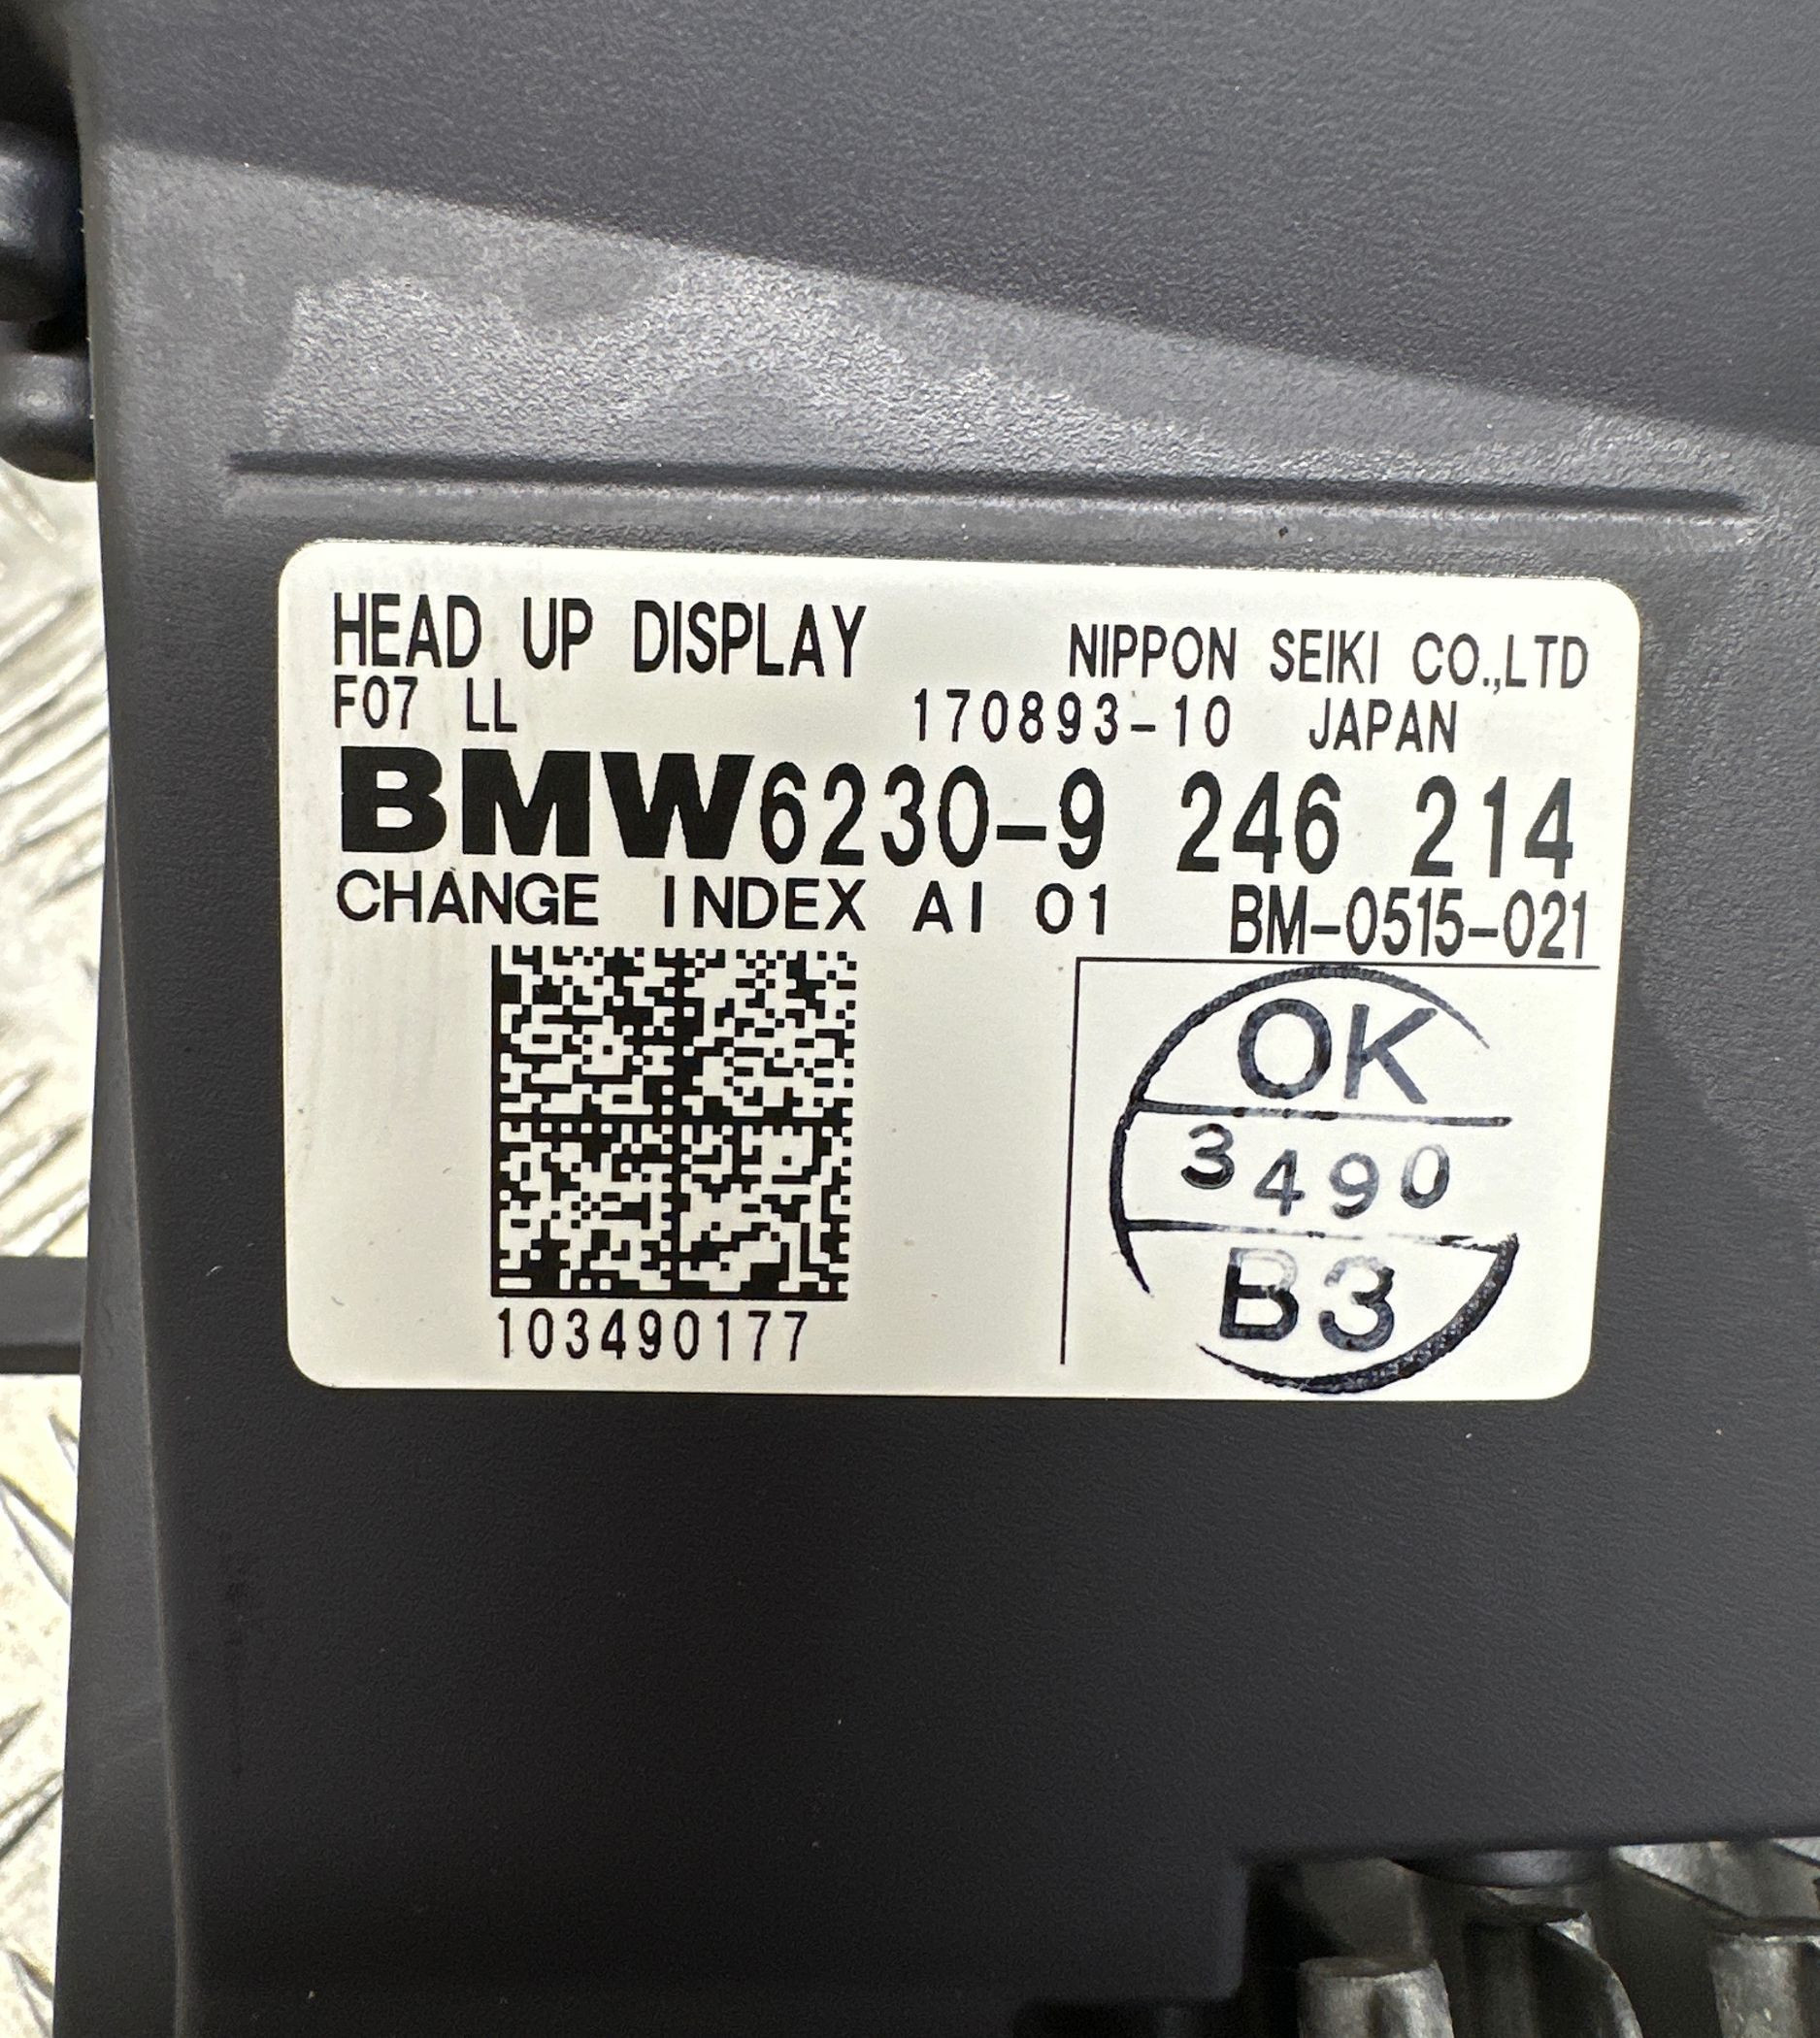 HEAD UP DISPLAY
NIPPON SEIKI CO.,LTD
F07 LL
170893-10 JAPAN
BMW6230-9 246 214
CHANGE INDEX AI 01
BM-0515-021
OK
3490
B3
103490177